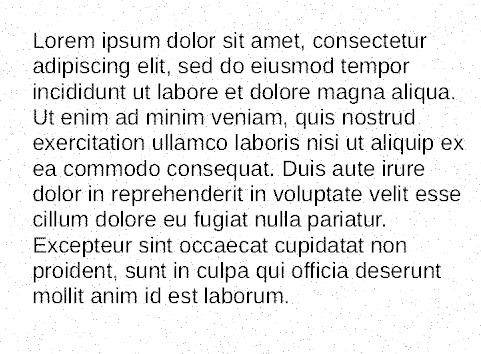 Lorem ipsum dolor sit amet, consectetur
adipiscing elit, sed do eiusmod tempor
incididunt ut labore et dolore magna aliqua.
Ut enim ad minim veniam, quis nostrud
exercitation ullamco laboris nisi ut aliquip ex
ea commodo consequat. Duis aute irure
dolor in reprehenderit in voluptate velit esse
cillum dolore eu fugiat nulla pariatur.
Excepteur sint occaecat cupidatat non
proident, sunt in culpa qui officia deserunt
mollit anim id est laborum.